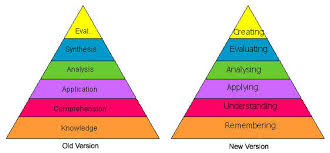 Eval.
Synthesis
Analysis
Application
Comprehension
Knowledge
Old Version
Creating
Evaluating
Analysing
Applying
Understanding
Remembering
New Version